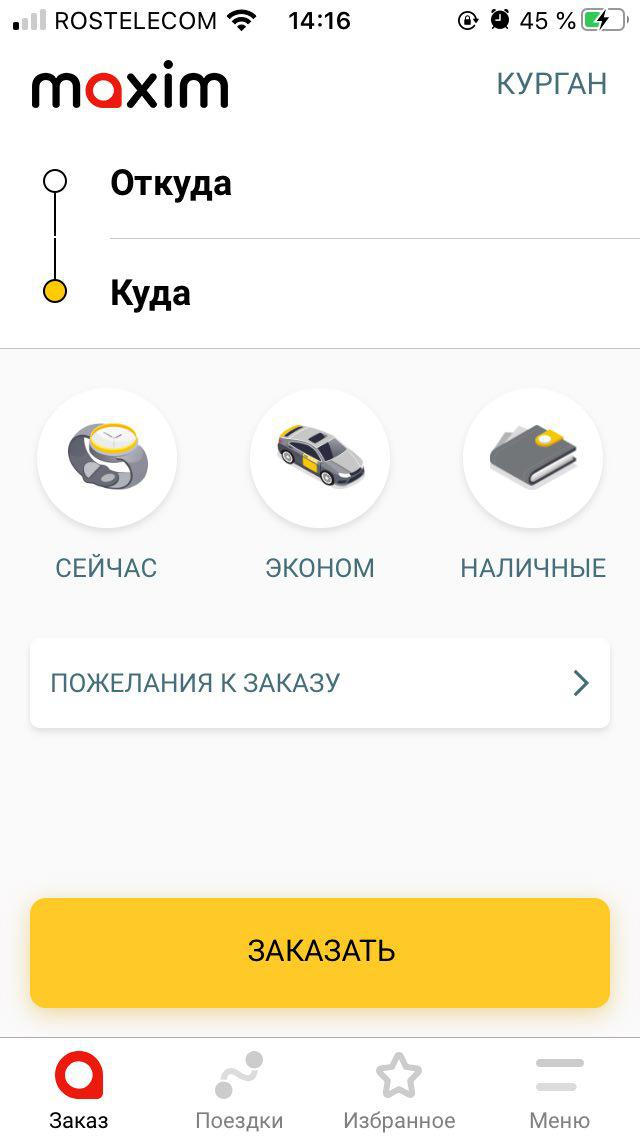 ROSTELECOM 14:16 45 %
maxim КУРГАН
Откуда
Куда
СЕЙЧАС ЭКОНОМ НАЛИЧНЫЕ
ПОЖЕЛАНИЯ К ЗАКАЗУ
ЗАКАЗАТЬ
Заказ Поездки Избранное Меню